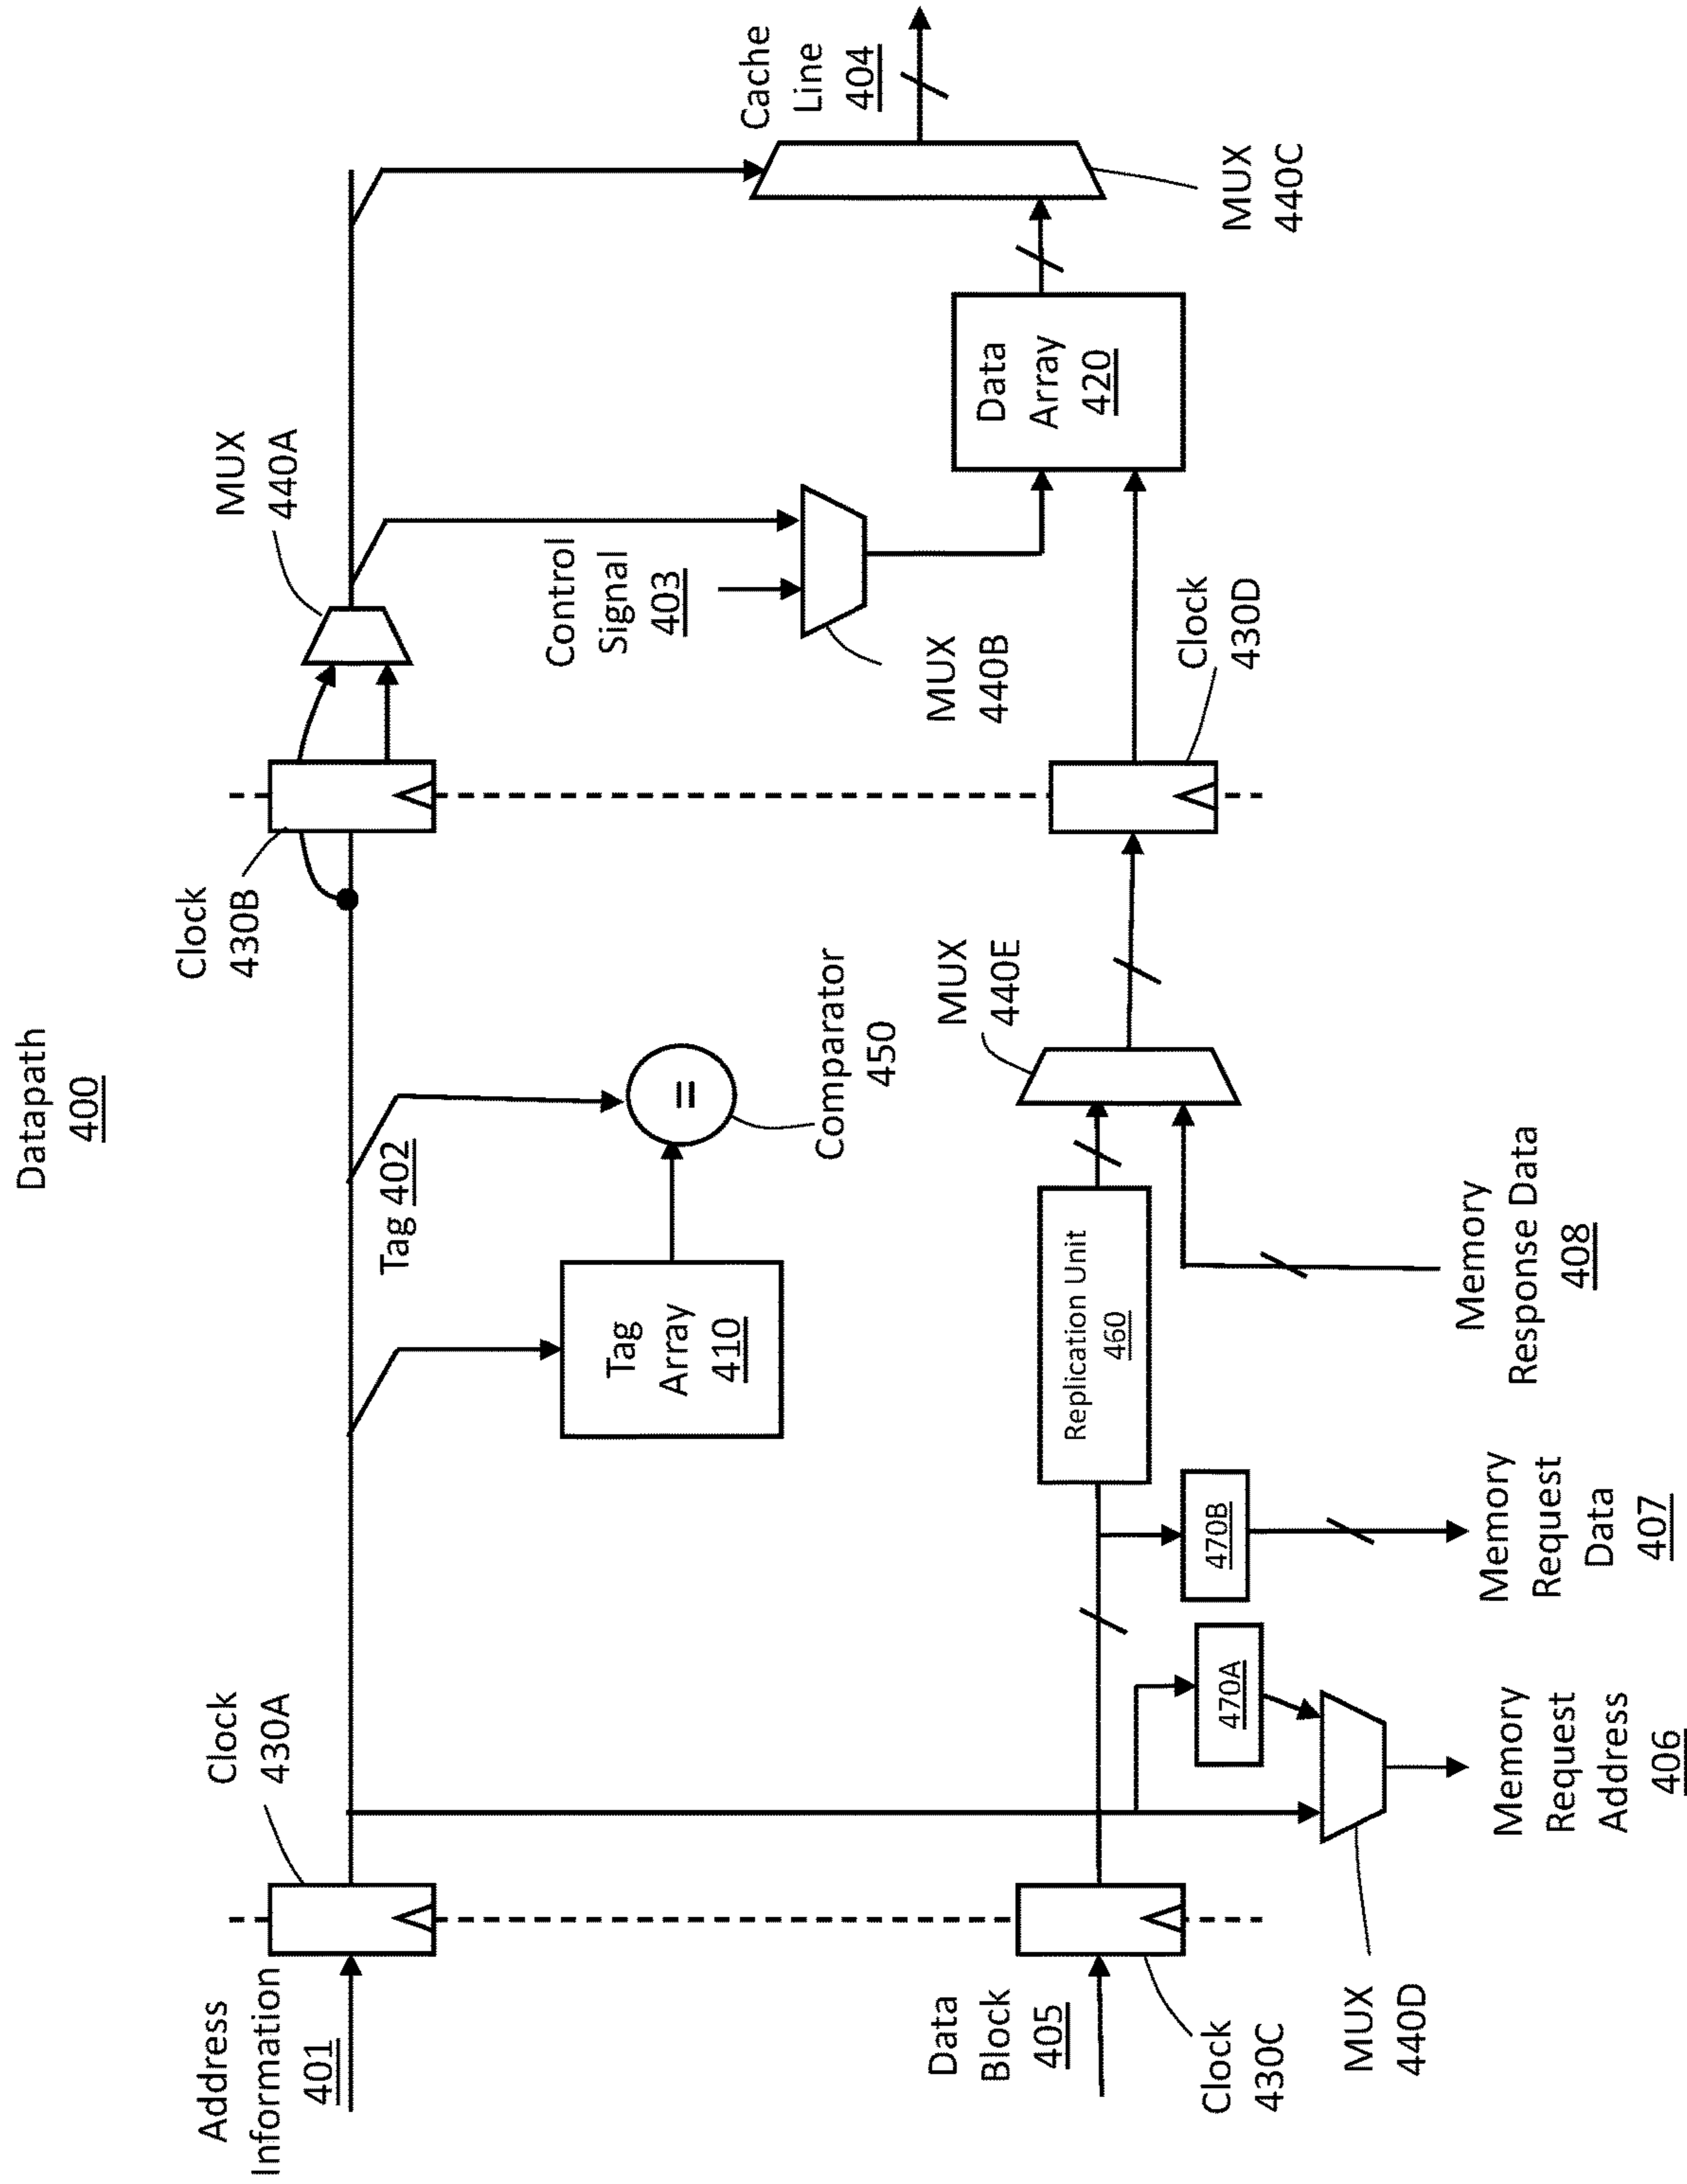 Datapath
400
Address
Information
401
Clock
430A
Tag 402
Tag
Array
410
Comparator
450
Clock
430B
MUX
440A
Control
Signal
403
MUX
440B
Data
Array
420
Cache
Line
404
MUX
440C
Data
Block
405
Clock
430C
MUX
440D
470A
470B
Replication Unit
460
MUX
440E
Clock
430D
Memory
Request
Address
406
Memory
Request
Data
407
Memory
Response Data
408
=